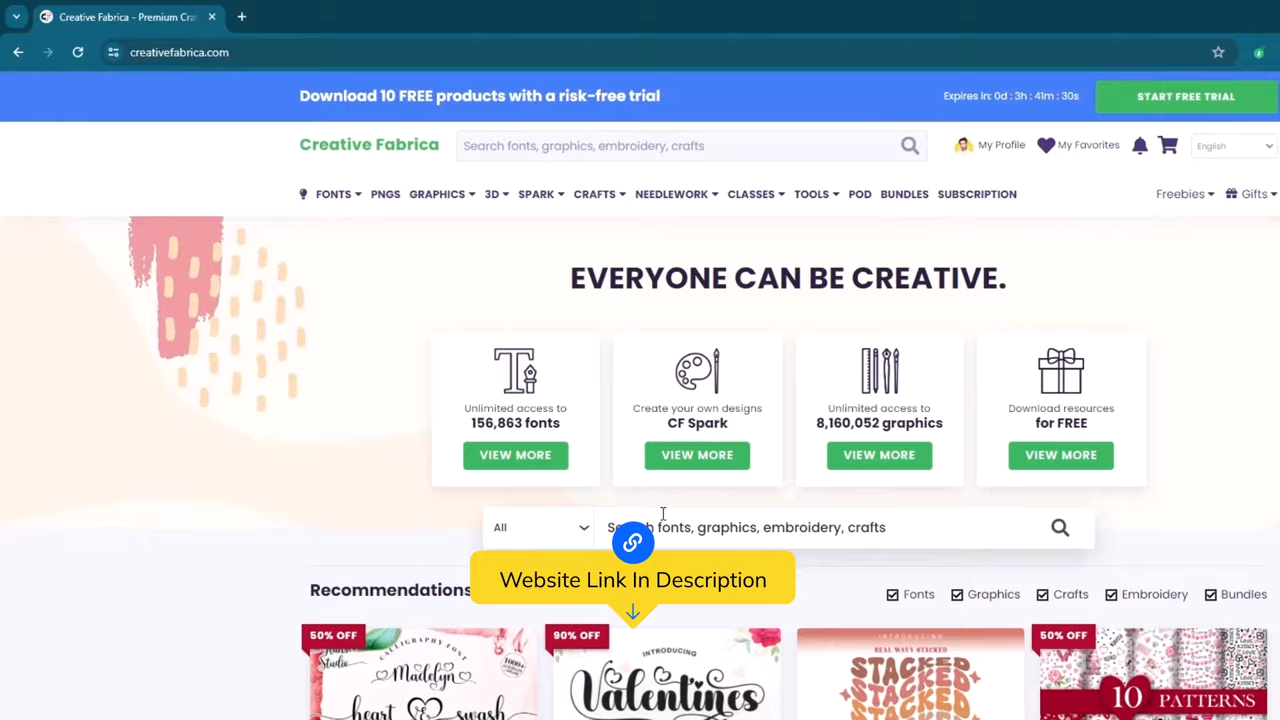 Creative Fabrica - Premium Cra
creativefabrica.com
Download 10 FREE products with a risk-free trial
Expires in: 0d : 3h : 41m : 30s
START FREE TRIAL
Creative Fabrica
Search fonts, graphics, embroidery, crafts
My Profile
My Favorites
English
FONTS
PNGS
GRAPHICS
3D
SPARK
CRAFTS
NEEDLEWORK
CLASSES
TOOLS
POD
BUNDLES
SUBSCRIPTION
Freebies
Gifts
EVERYONE CAN BE CREATIVE.
Unlimited access to
156,863 fonts
VIEW MORE
Create your own designs
CF Spark
VIEW MORE
Unlimited access to
8,160,052 graphics
VIEW MORE
Download resources
for FREE
VIEW MORE
All
fonts, graphics, embroidery, crafts
Website Link In Description
Recommendations
Fonts
Graphics
Crafts
Embroidery
Bundles
50% OFF
CALLIGRAPHY FONT
Madelyn
heart swash
90% OFF
INTRODUCING
Valentines
INTRODUCING
REAL WAVY STACKED
STACKED
STACKED
STACKED
50% OFF
10 PATTERNS